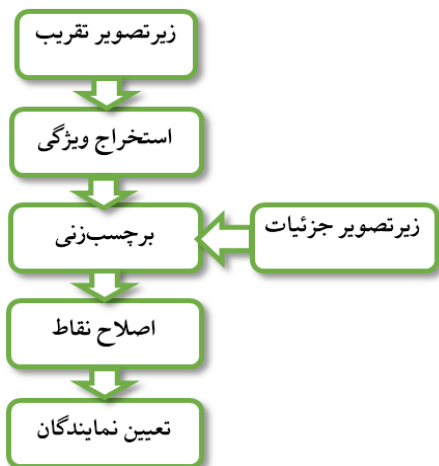 زیرتصویر تقریب
استخراج ویژگی
برچسب‌زنی
زیرتصویر جزئیات
اصلاح نقاط
تعیین نمایندگان